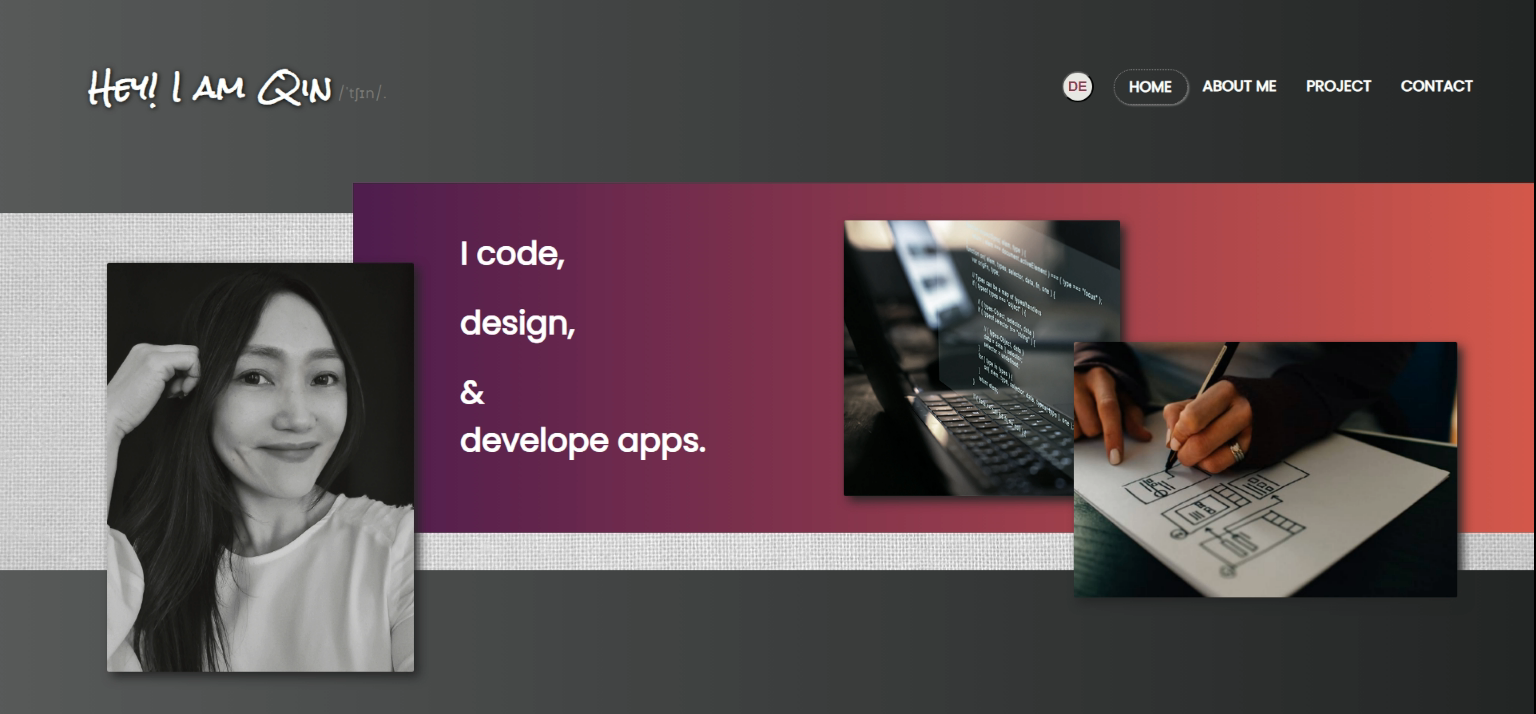 Hey! I am Qin /ˈtʃɪn/.
DE HOME ABOUT ME PROJECT CONTACT
I code,
design,
&
develope apps.